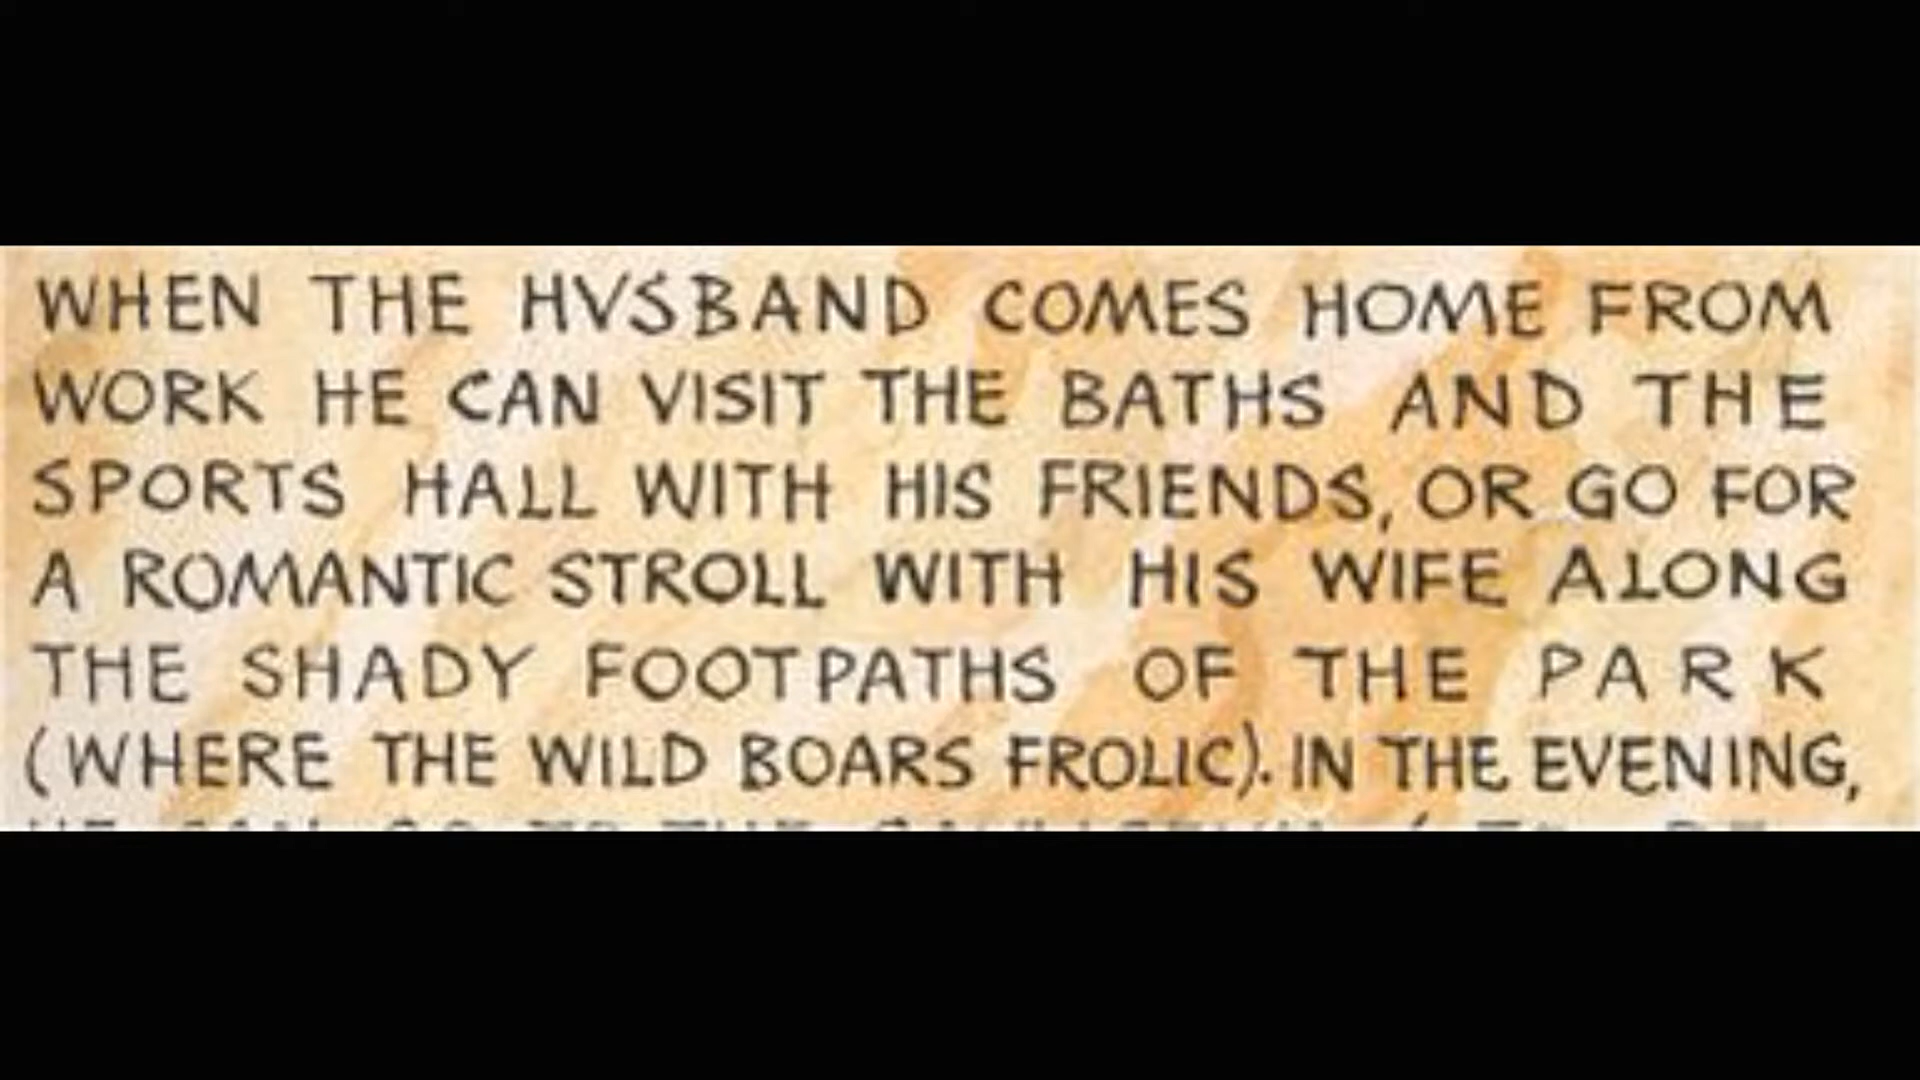 WHEN THE HVSBAND COMES HOME FROM
WORK HE CAN VISIT THE BATHS AND THE
SPORTS HALL WITH HIS FRIENDS, OR GO FOR
A ROMANTIC STROLL WITH HIS WIFE ALONG
THE SHADY FOOTPATHS OF THE PARK
(WHERE THE WILD BOARS FROLIC). IN THE EVENING,